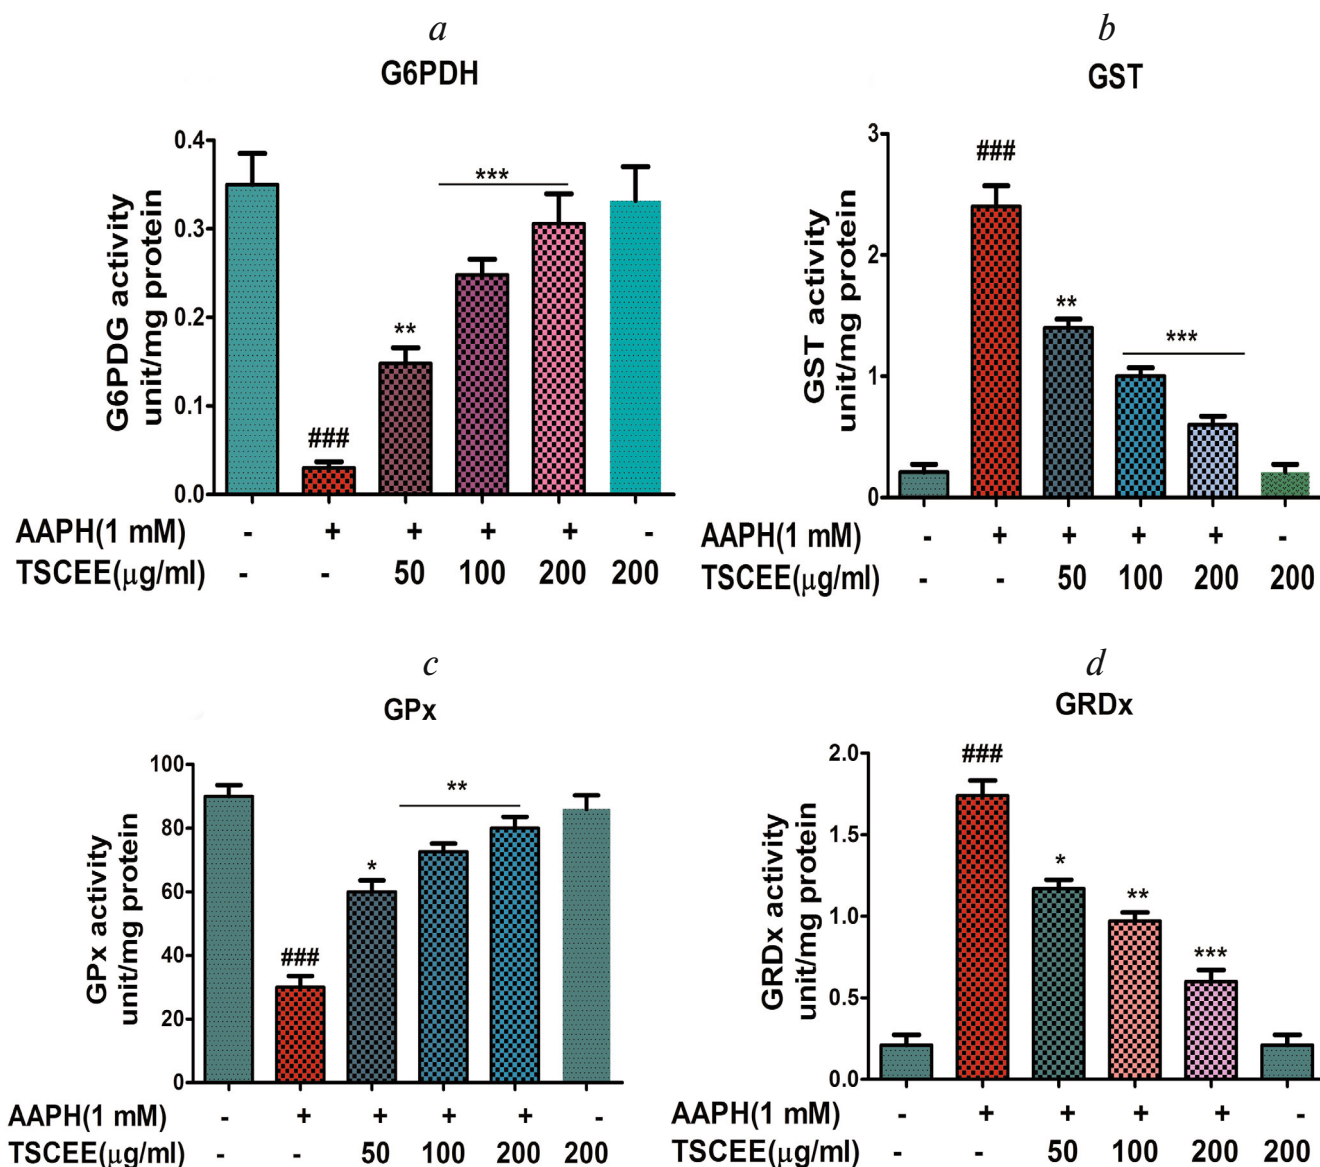 a
G6PDH
G6PDG activity
unit/mg protein
0.4
0.3
0.2
0.1
0.0
###
**
***
AAPH(1 mM) - + + + + -
TSCEE(μg/ml) - - 50 100 200 200
b
GST
GST activity
unit/mg protein
3
2
1
0
###
**
***
AAPH(1 mM) - + + + + -
TSCEE(μg/ml) - - 50 100 200 200
c
GPx
GPx activity
unit/mg protein
100
80
60
40
20
0
###
*
**
AAPH(1 mM) - + + + + -
TSCEE(μg/ml) - - 50 100 200 200
d
GRDx
GRDx activity
unit/mg protein
2.0
1.5
1.0
0.5
0.0
###
*
**
***
AAPH(1 mM) - + + + + -
TSCEE(μg/ml) - - 50 100 200 200